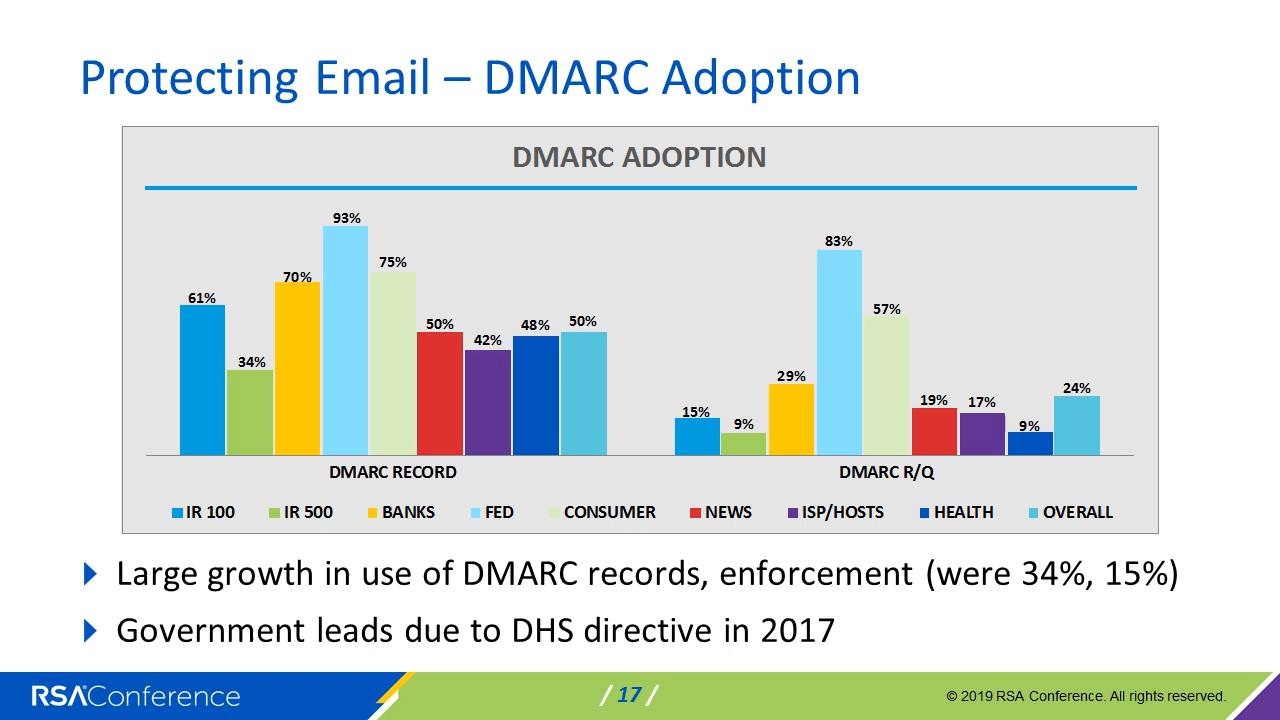 Protecting Email – DMARC Adoption
DMARC ADOPTION
61%
34%
70%
93%
75%
50%
42%
48%
50%
15%
9%
29%
83%
57%
19%
17%
9%
24%
DMARC RECORD
DMARC R/Q
IR 100 IR 500 BANKS FED CONSUMER NEWS ISP/HOSTS HEALTH OVERALL
Large growth in use of DMARC records, enforcement (were 34%, 15%)
Government leads due to DHS directive in 2017
RSAConference
/ 17 /
© 2019 RSA Conference. All rights reserved.